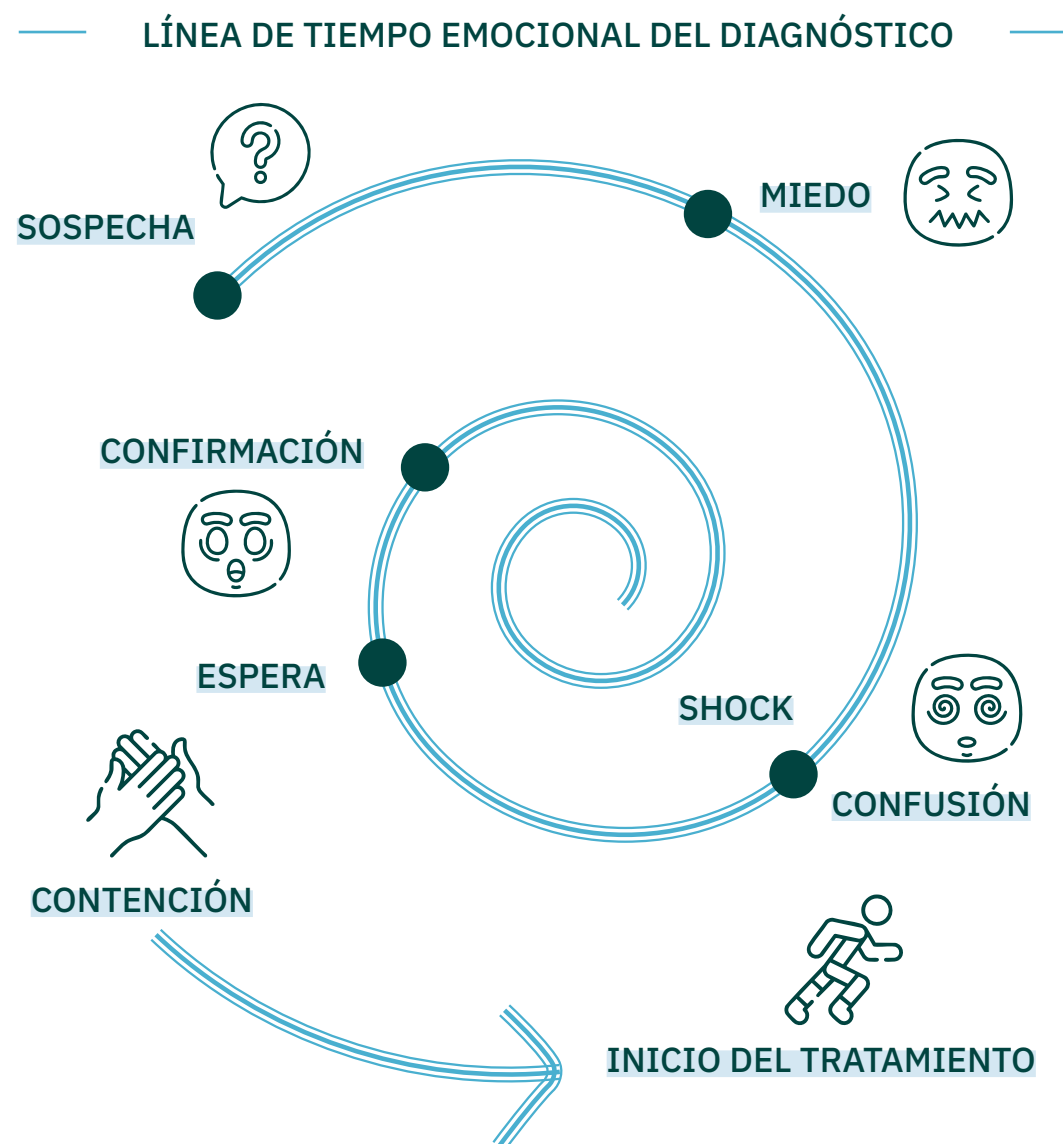 LÍNEA DE TIEMPO EMOCIONAL DEL DIAGNÓSTICO
SOSPECHA
MIEDO
CONFIRMACIÓN
ESPERA
SHOCK
CONFUSIÓN
CONTENCIÓN
INICIO DEL TRATAMIENTO